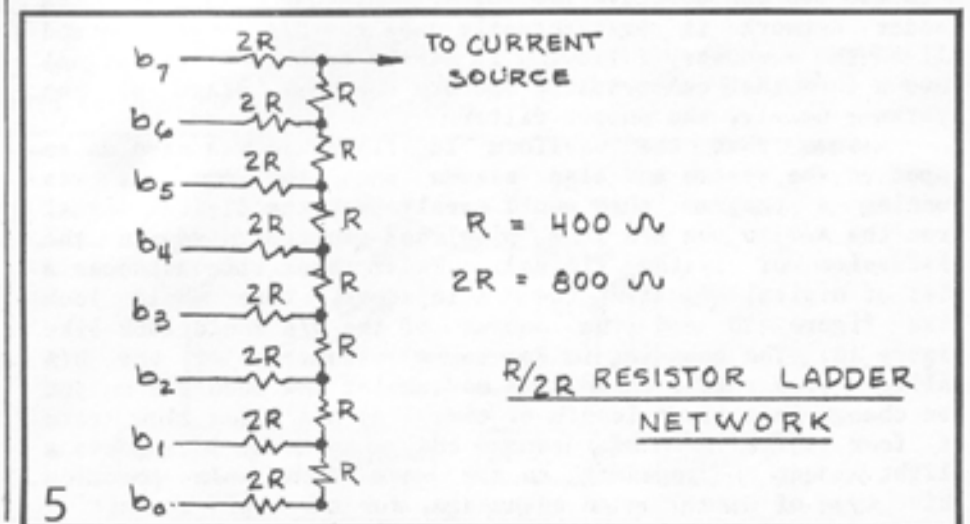 2R
TO CURRENT
SOURCE
b₇
R
2R
b₆
R
2R
b₅
R
2R
b₄
R
2R
b₃
R
2R
b₂
R
2R
b₁
R
2R
b₀
R = 400 Ω
2R = 800 Ω
R/2R RESISTOR LADDER
NETWORK
5